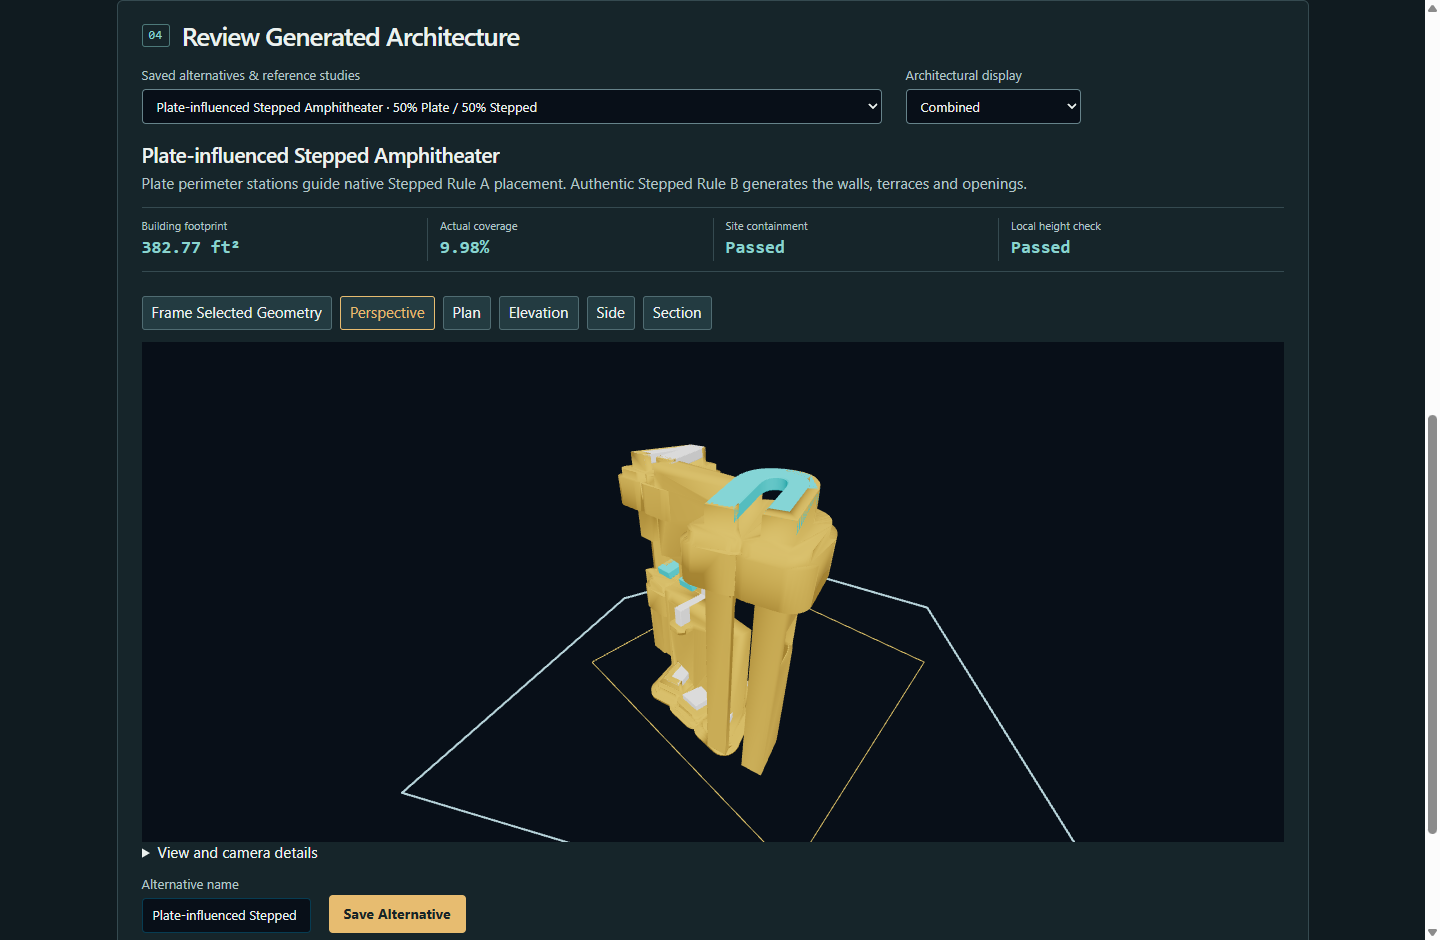 04 Review Generated Architecture
Saved alternatives & reference studies
Architectural display
Plate-influenced Stepped Amphitheater · 50% Plate / 50% Stepped
Combined
Plate-influenced Stepped Amphitheater
Plate perimeter stations guide native Stepped Rule A placement. Authentic Stepped Rule B generates the walls, terraces and openings.
Building footprint
382.77 ft²
Actual coverage
9.98%
Site containment
Passed
Local height check
Passed
Frame Selected Geometry
Perspective
Plan
Elevation
Side
Section
View and camera details
Alternative name
Plate-influenced Stepped
Save Alternative